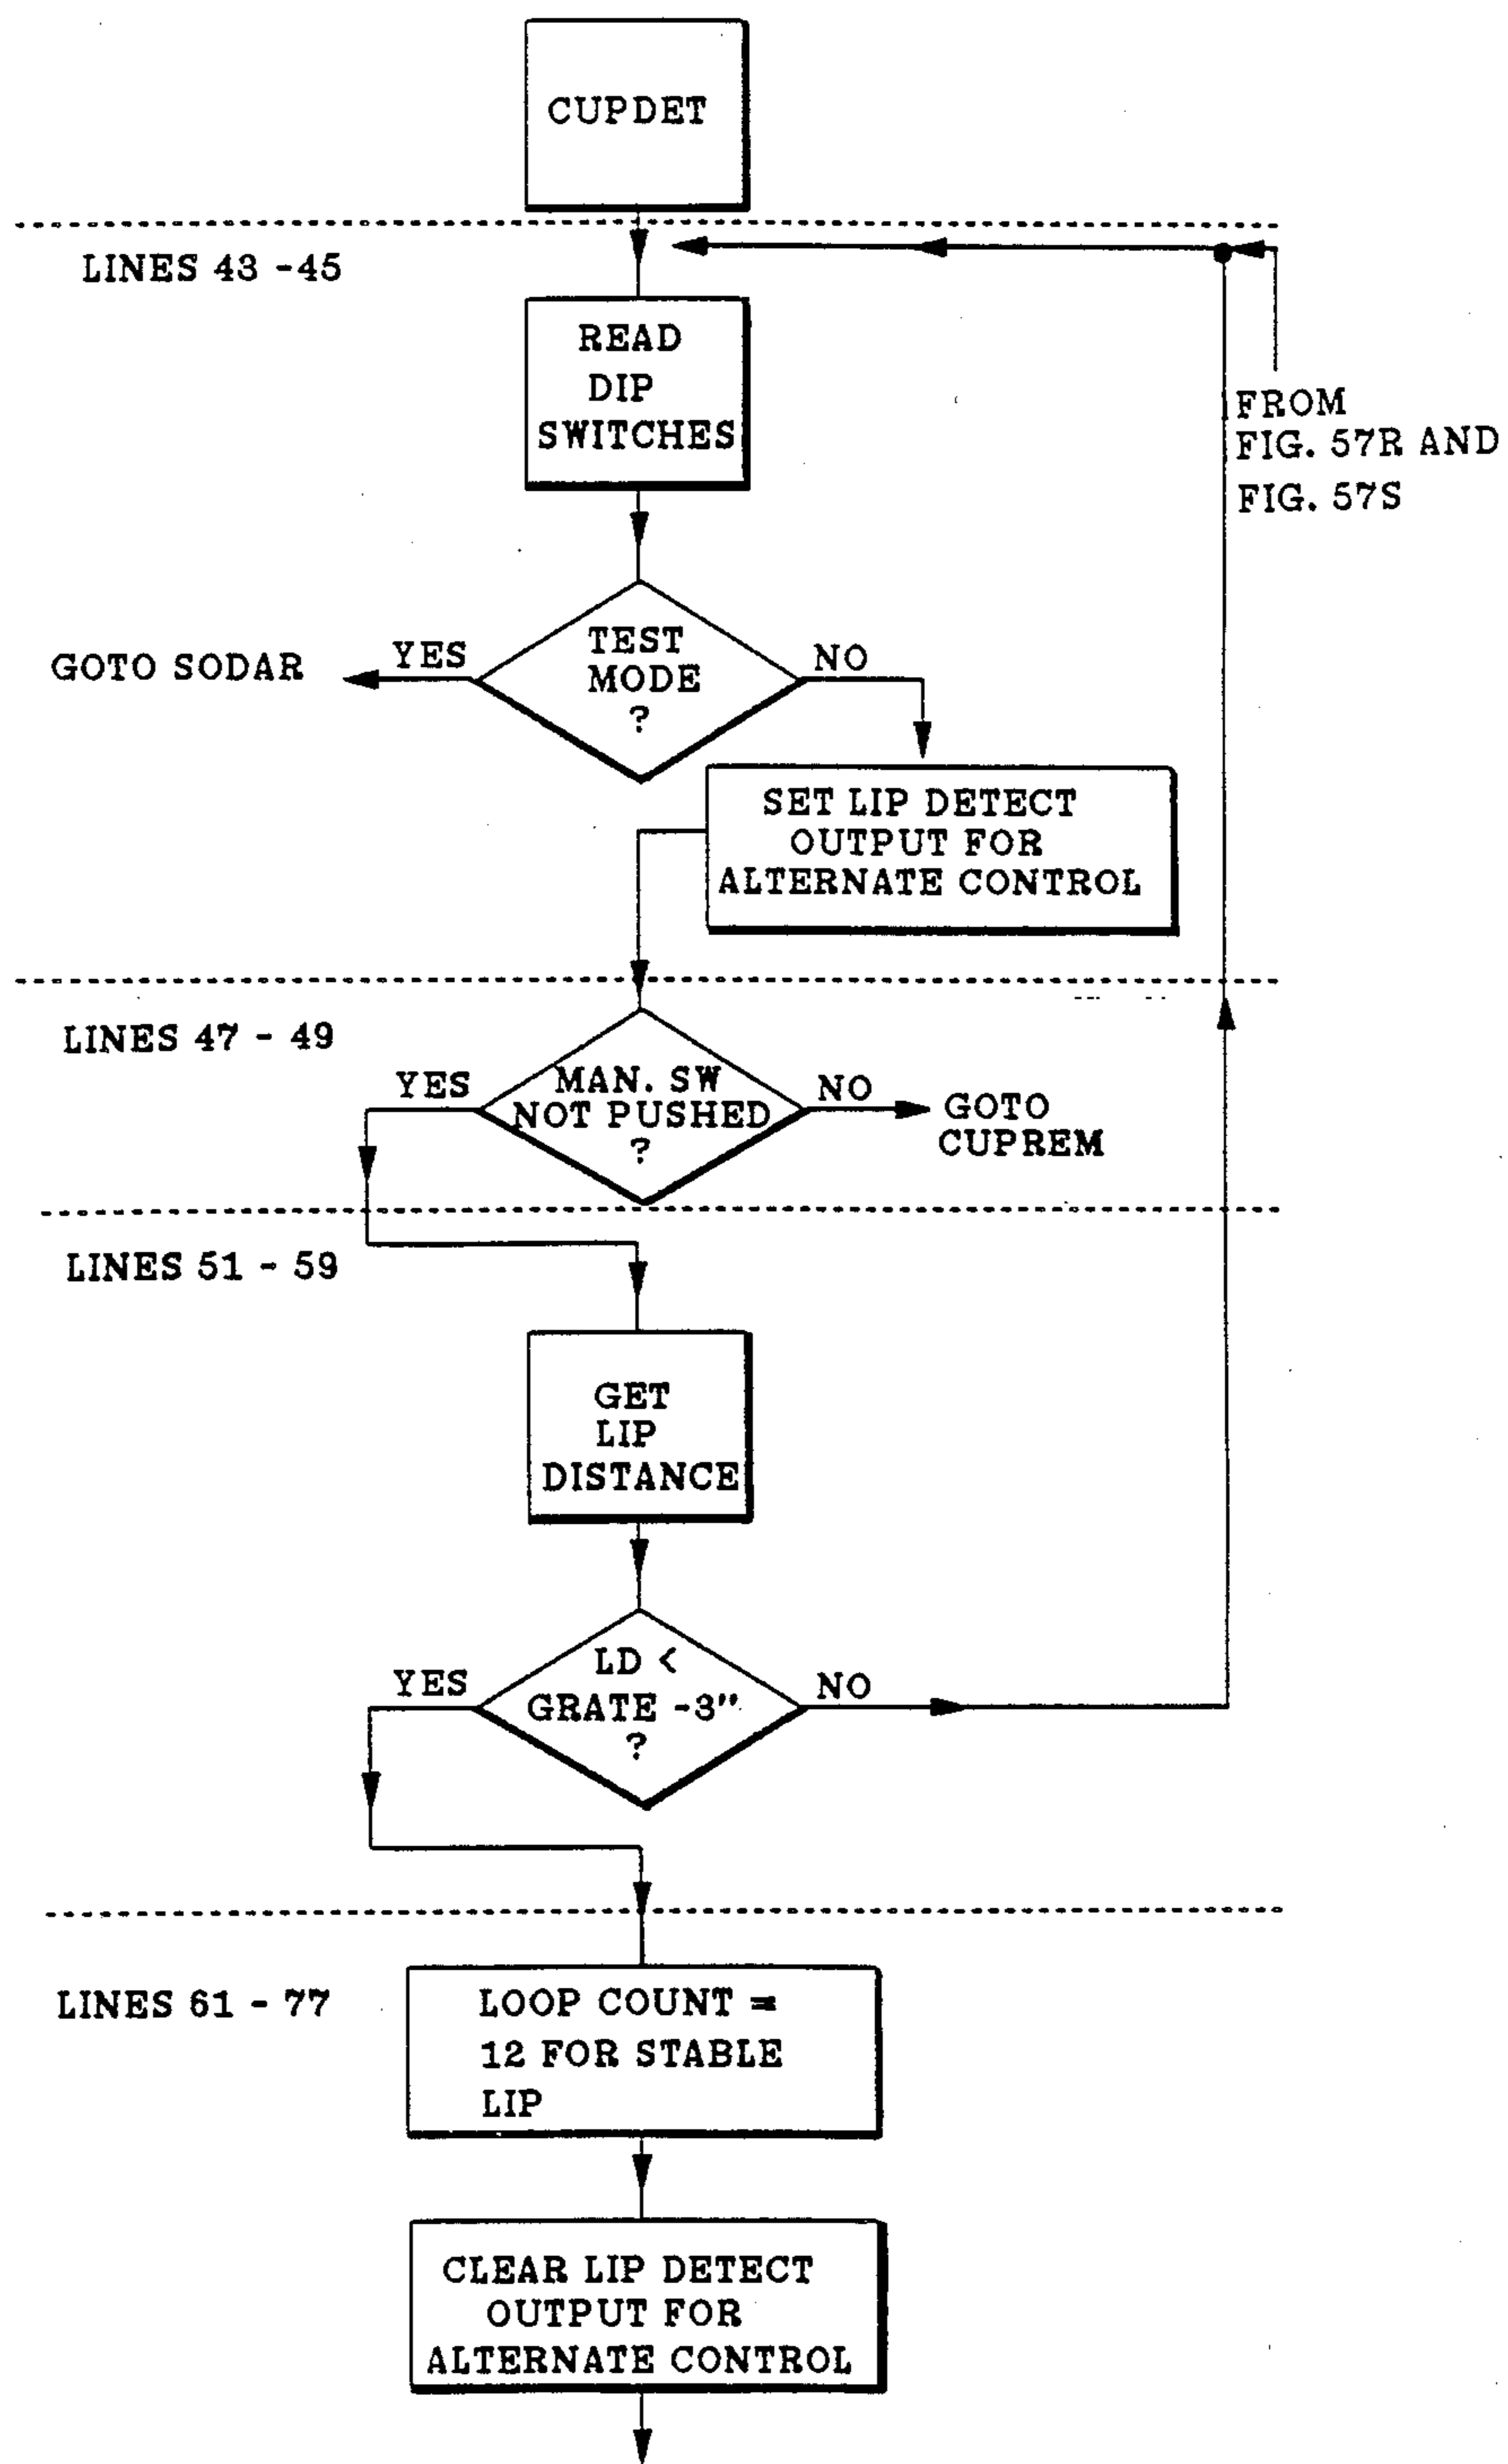 CUPDET
LINES 43 -45
READ
DIP
SWITCHES
FROM
FIG. 57R AND
FIG. 57S
GOTO SODAR
YES
TEST
MODE
?
NO
SET LIP DETECT
OUTPUT FOR
ALTERNATE CONTROL
LINES 47 - 49
YES
MAN. SW
NOT PUSHED
?
NO
GOTO
CUPREM
LINES 51 - 59
GET
LIP
DISTANCE
YES
LD <
GRATE -3"
?
NO
LINES 61 - 77
LOOP COUNT =
12 FOR STABLE
LIP
CLEAR LIP DETECT
OUTPUT FOR
ALTERNATE CONTROL